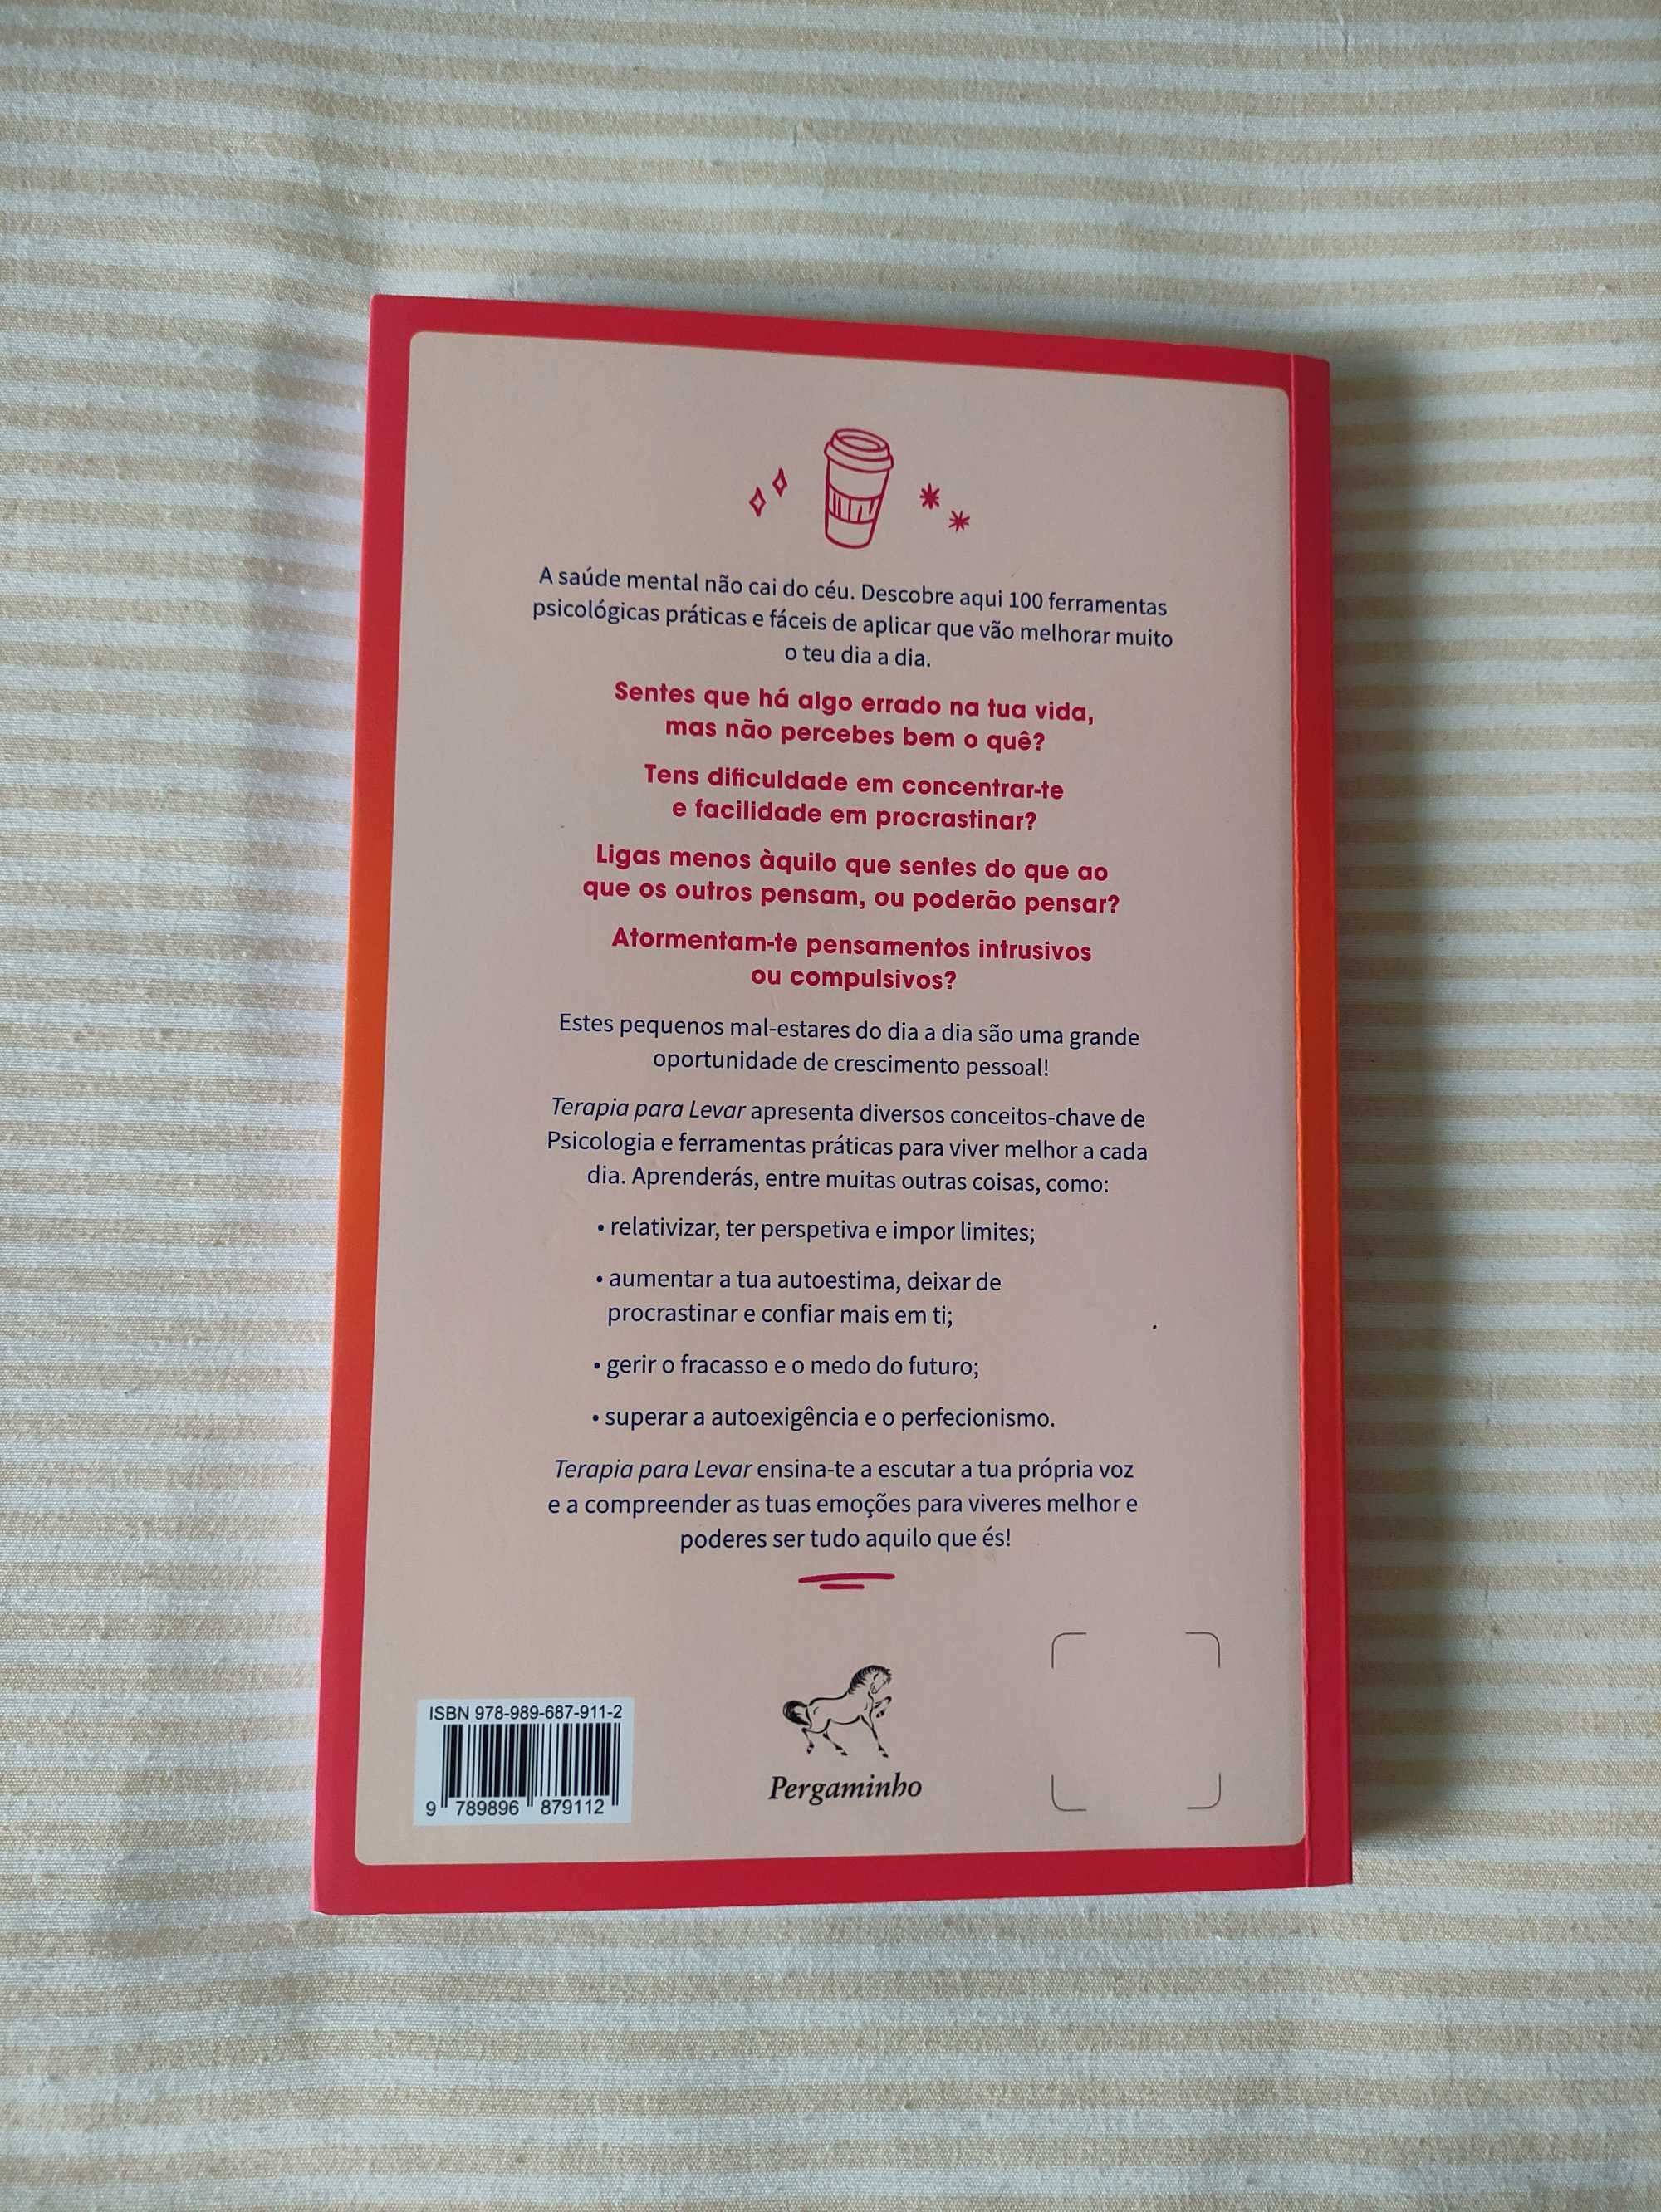 A saúde mental não cai do céu. Descobre aqui 100 ferramentas
psicológicas práticas e fáceis de aplicar que vão melhorar muito
o teu dia a dia.
Sentes que há algo errado na tua vida,
mas não percebes bem o quê?
Tens dificuldade em concentrar-te
e facilidade em procrastinar?
Ligas menos àquilo que sentes do que ao
que os outros pensam, ou poderão pensar?
Atormentam-te pensamentos intrusivos
ou compulsivos?
Estes pequenos mal-estares do dia a dia são uma grande
oportunidade de crescimento pessoal!
Terapia para Levar apresenta diversos conceitos-chave de
Psicologia e ferramentas práticas para viver melhor a cada
dia. Aprenderás, entre muitas outras coisas, como:
• relativizar, ter perspetiva e impor limites;
• aumentar a tua autoestima, deixar de
procrastinar e confiar mais em ti;
• gerir o fracasso e o medo do futuro;
• superar a autoexigência e o perfecionismo.
Terapia para Levar ensina-te a escutar a tua própria voz
e a compreender as tuas emoções para viveres melhor e
poderes ser tudo aquilo que és!
ISBN 978-989-687-911-2
9 789896 879112
Pergaminho